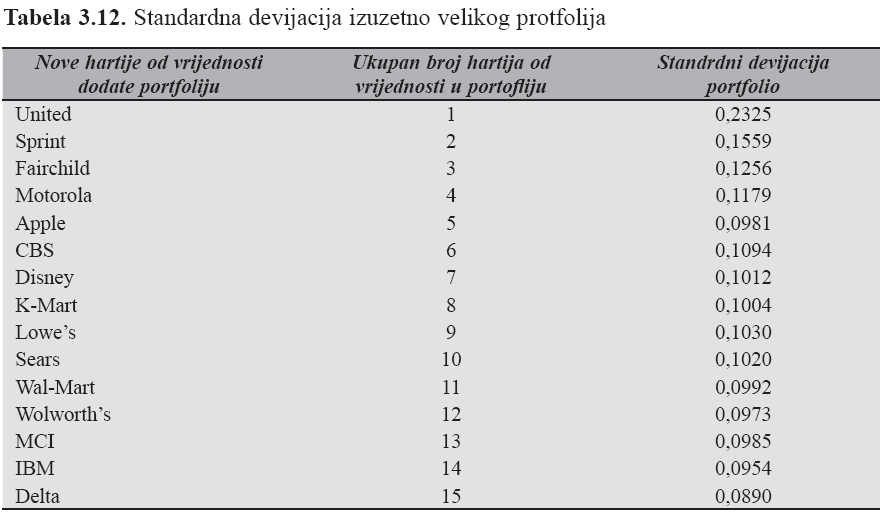 Tabela 3.12. Standardna devijacija izuzetno velikog protfolija
Nove hartije od vrijednosti dodate portfoliju Ukupan broj hartija od vrijednosti u portofliju Standrdni devijacija portfolio
United 1 0,2325
Sprint 2 0,1559
Fairchild 3 0,1256
Motorola 4 0,1179
Apple 5 0,0981
CBS 6 0,1094
Disney 7 0,1012
K-Mart 8 0,1004
Lowe’s 9 0,1030
Sears 10 0,1020
Wal-Mart 11 0,0992
Wolworth’s 12 0,0973
MCI 13 0,0985
IBM 14 0,0954
Delta 15 0,0890